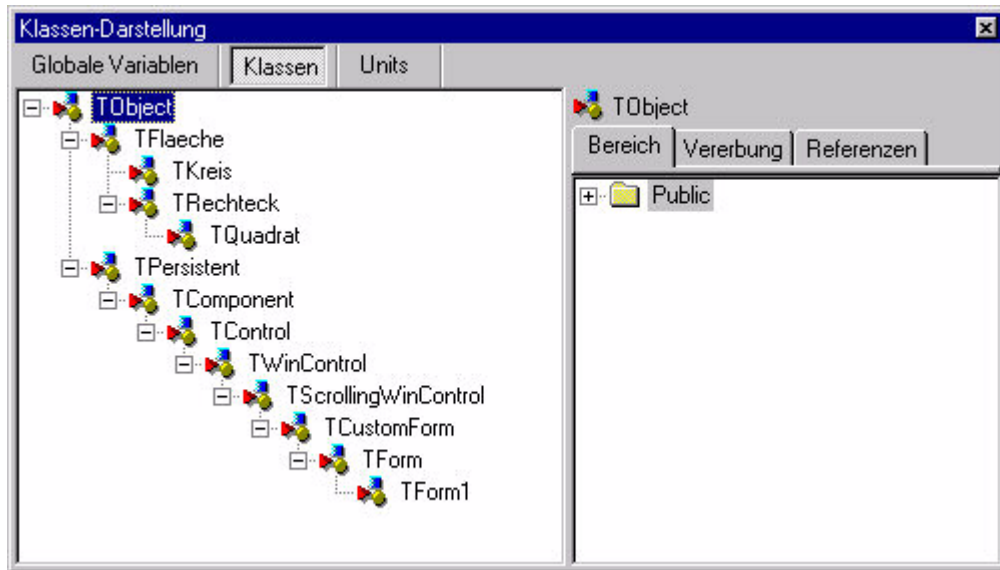 Klassen-Darstellung
Globale Variablen Klassen Units
TObject
TFlaeche
TKreis
TRechteck
TQuadrat
TPersistent
TComponent
TControl
TWinControl
TScrollingWinControl
TCustomForm
TForm
TForm1
TObject
Bereich Vererbung Referenzen
Public